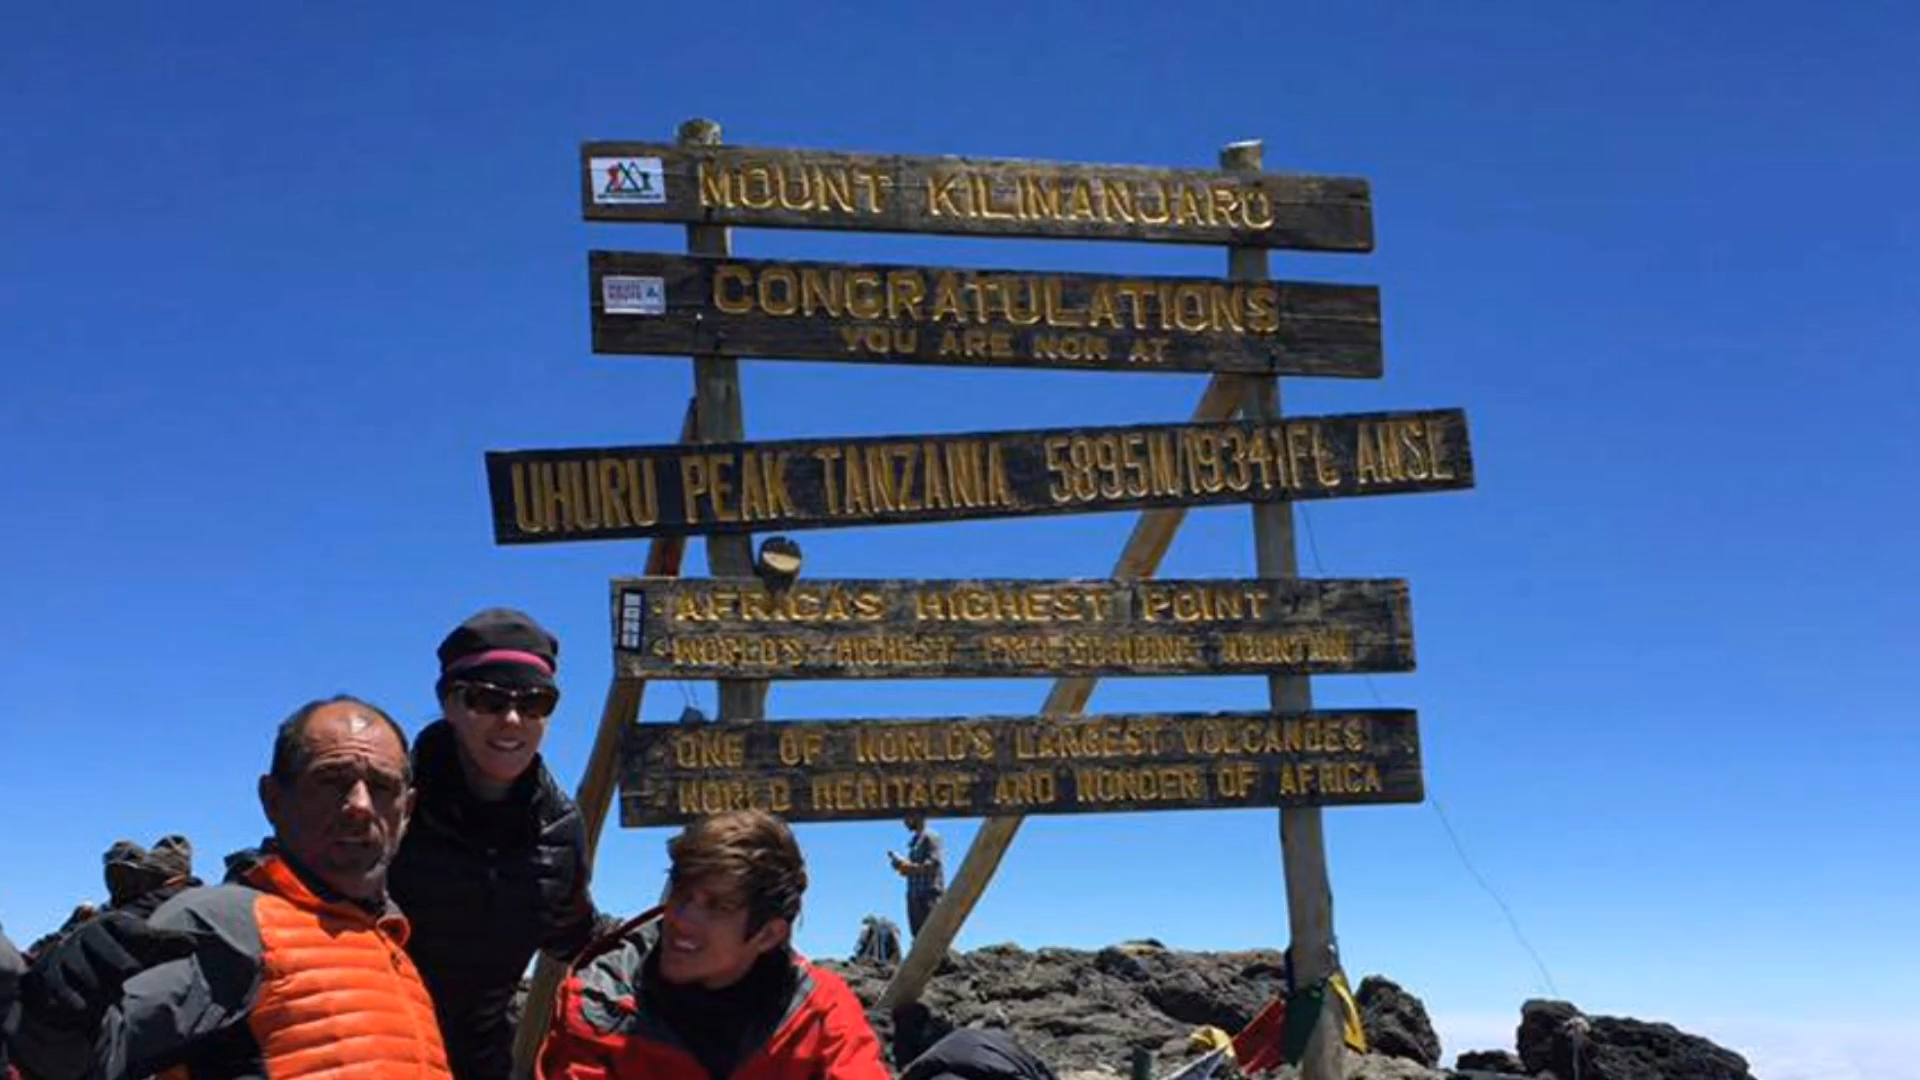 MOUNT KILIMANJARO
CONGRATULATIONS
YOU ARE NOW AT
UHURU PEAK TANZANIA 5895M/19341Ft AMSL
AFRICAS HIGHEST POINT
WORLD'S HIGHEST FREE STANDING MOUNTAIN
ONE OF WORLD'S LARGEST VOLCANOES
WORLD HERITAGE AND WONDER OF AFRICA